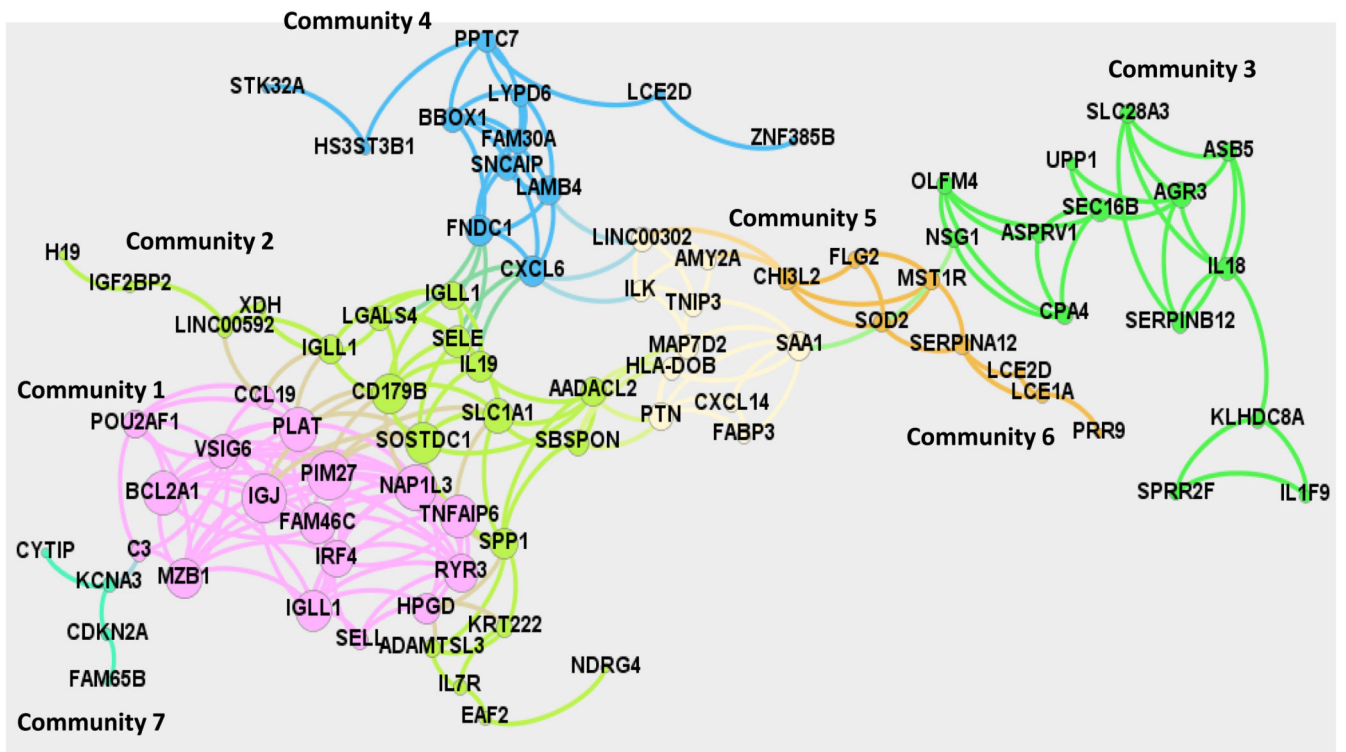 Community 4
PPTC7
Community 3
STK32A
LYPD6
LCE2D
SLC28A3
BBOX1
FAM30A
ZNF385B
HS3ST3B1
SNCAIP
UPP1
ASB5
LAMB4
OLFM4
AGR3
SEC16B
Community 5
FNDC1
LINC00302
NSG1
ASPRV1
Community 2
H19
AMY2A
FLG2
CXCL6
CHI3L2
MST1R
IL18
IGF2BP2
IGLL1
ILK
TNIP3
XDH
LINC00592
LGALS4
SOD2
CPA4
SERPINB12
IGLL1
SELE
MAP7D2
SAA1
SERPINA12
IL19
HLA-DOB
LCE2D
Community 1
CCL19
CD179B
AADACL2
LCE1A
POU2AF1
PLAT
SLC1A1
PTN
CXCL14
KLHDC8A
VSIG6
SOSTDC1
SBSPON
FABP3
Community 6
PRR9
PIM27
BCL2A1
IGJ
NAP1L3
SPRR2F
IL1F9
FAM46C
TNFAIP6
CYTIP
C3
IRF4
SPP1
KCNA3
MZB1
RYR3
IGLL1
HPGD
CDKN2A
SELL
KRT222
ADAMTSL3
FAM65B
IL7R
NDRG4
Community 7
EAF2